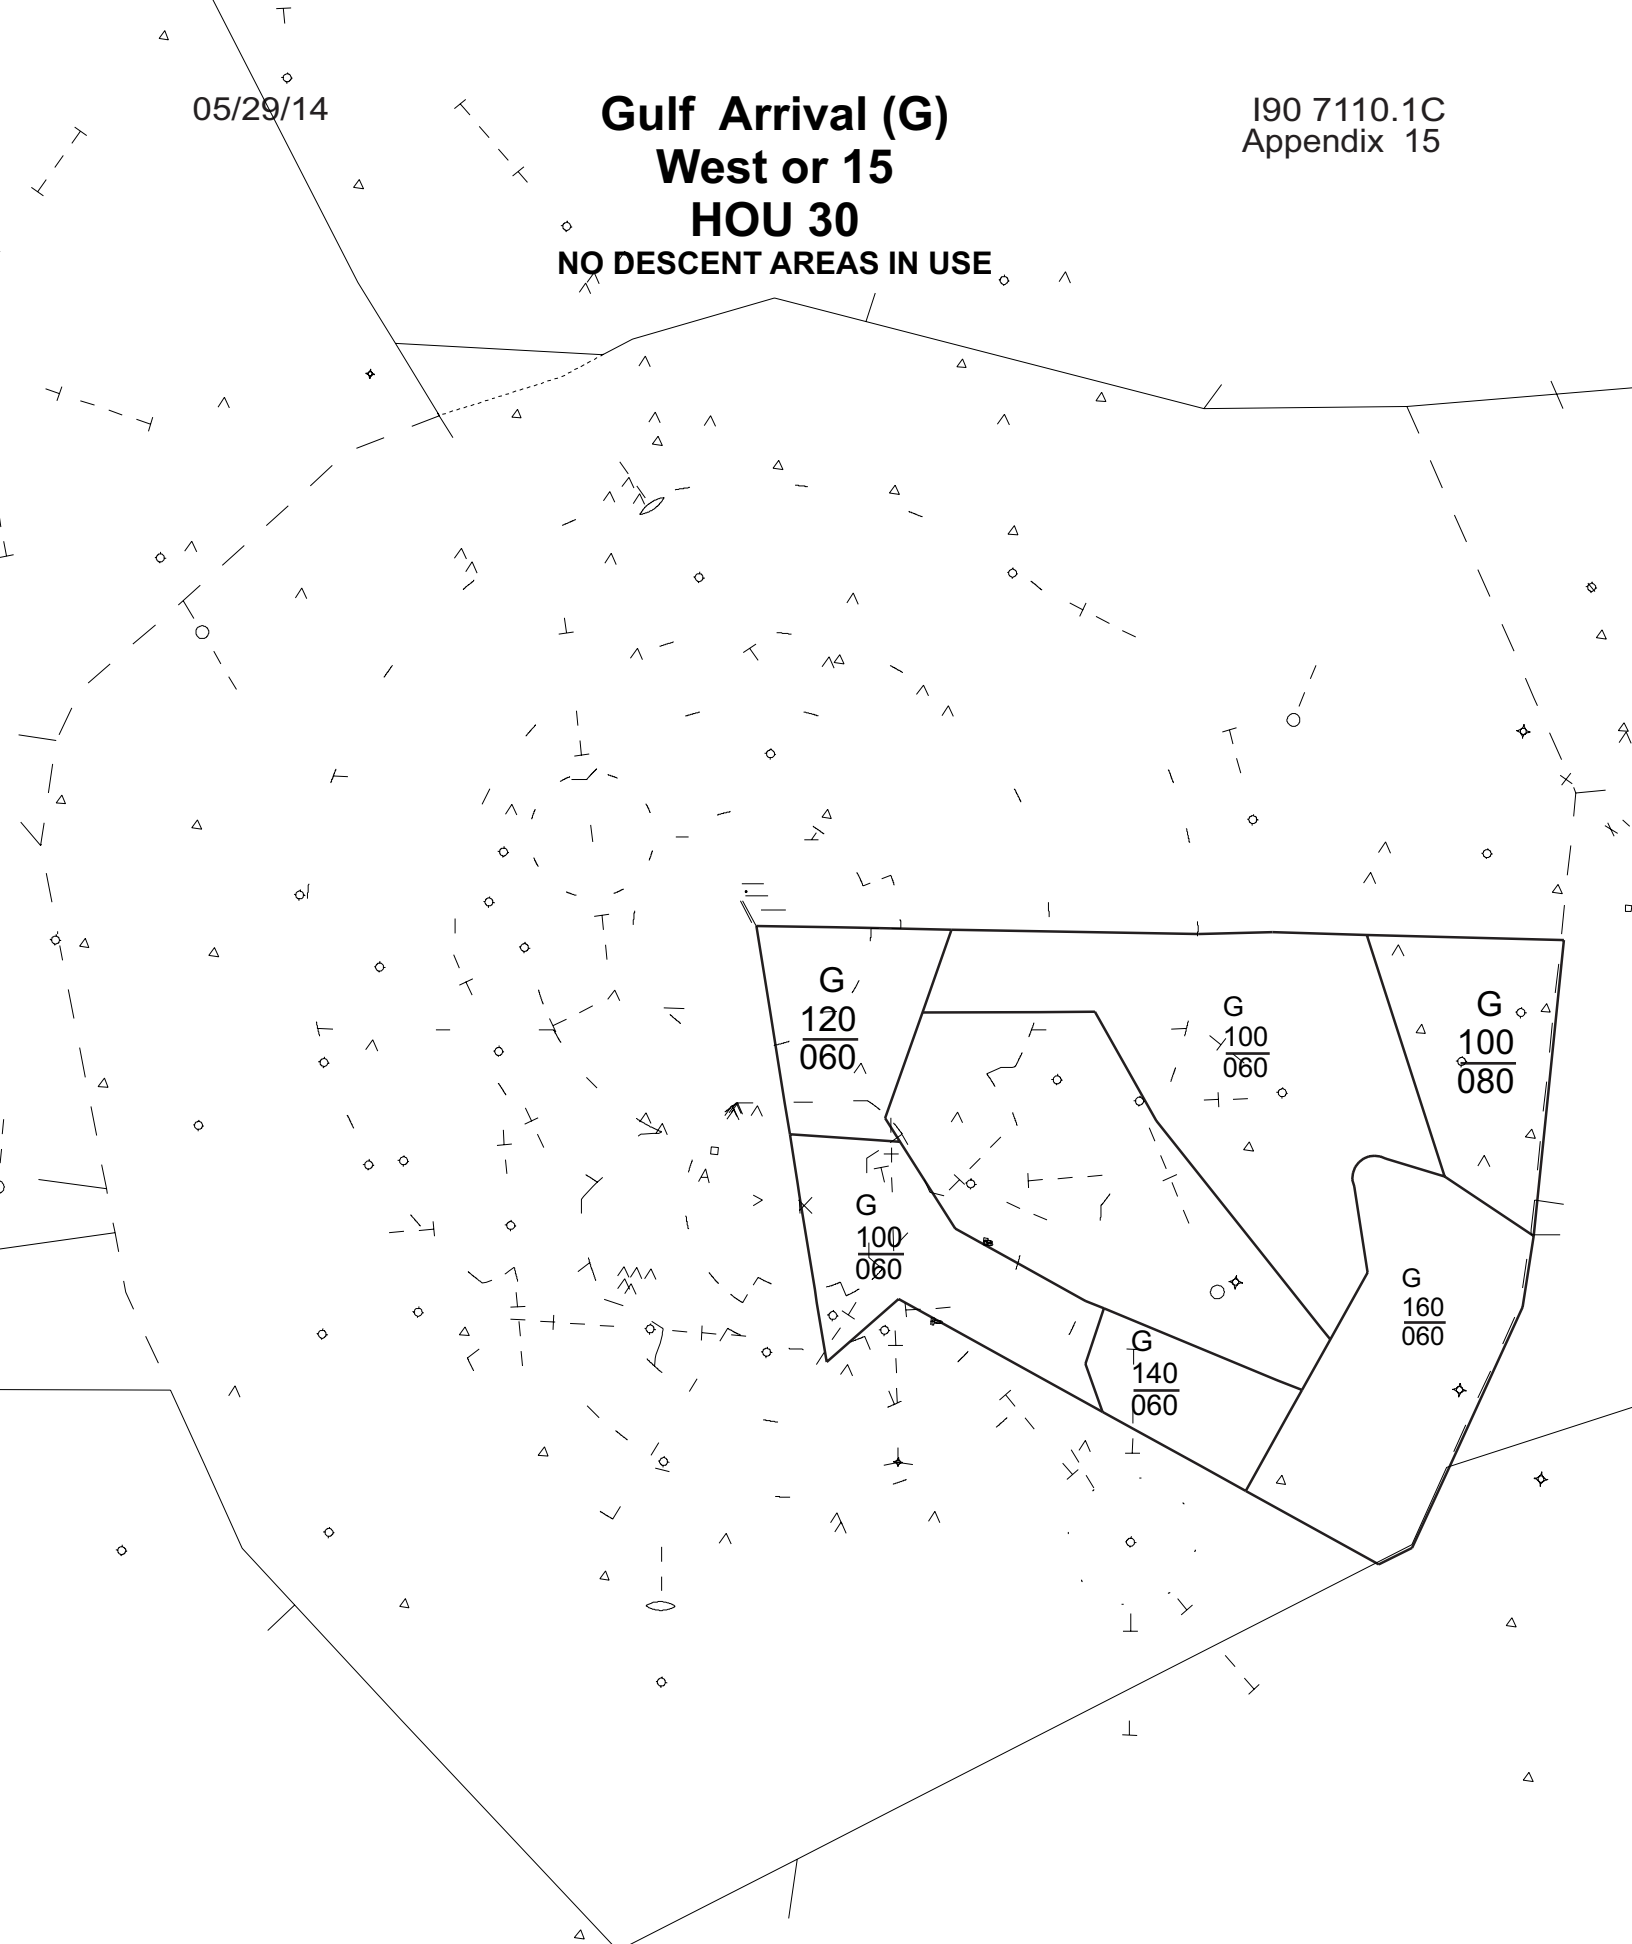 05/29/14
Gulf Arrival (G)
West or 15
HOU 30
NO DESCENT AREAS IN USE
I90 7110.1C
Appendix 15
G
120
060
G
100
060
G
100
080
G
100
060
G
160
060
G
140
060